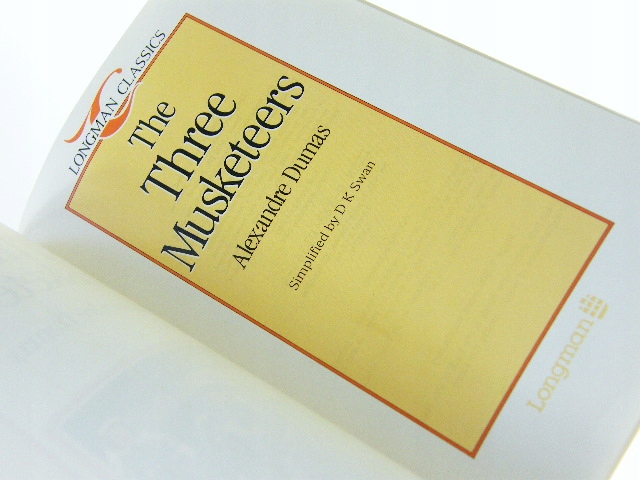 LONGMAN CLASSICS
The
Three
Musketeers
Alexandre Dumas
Simplified by D K Swan
Longman